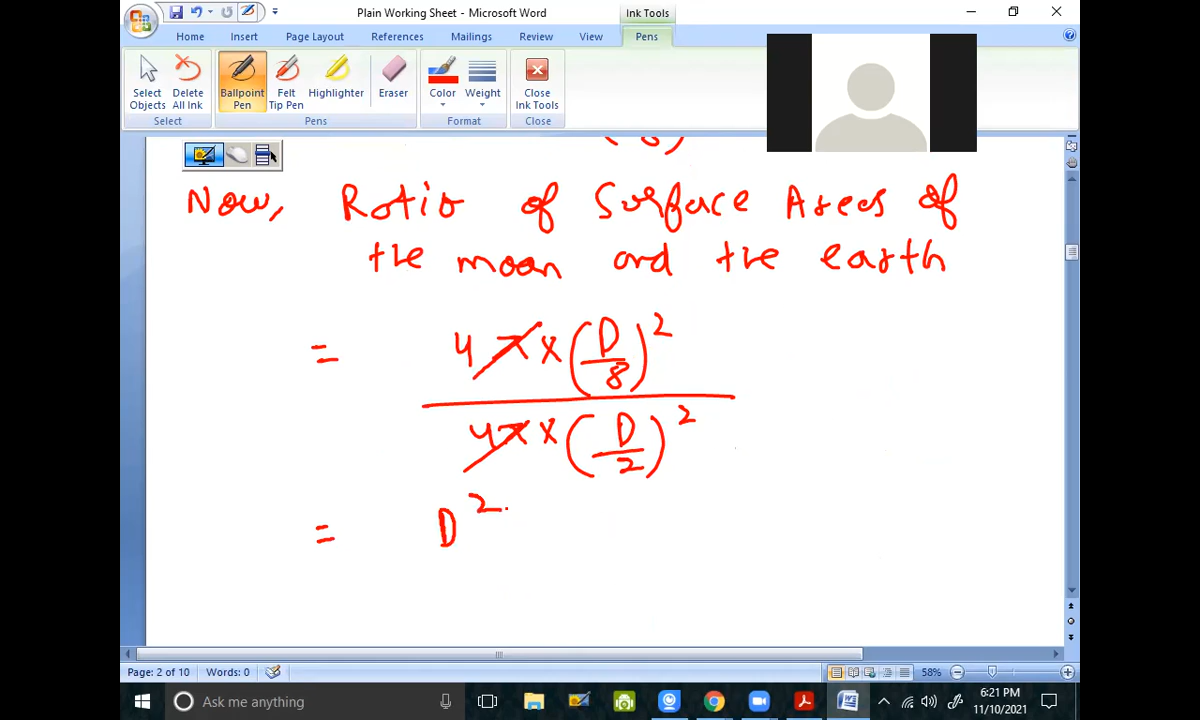 Plain Working Sheet - Microsoft Word
Ink Tools
Home Insert Page Layout References Mailings Review View Pens
Select Objects
Delete All Ink
Ballpoint Pen
Felt Tip Pen
Highlighter
Eraser
Color
Weight
Close Ink Tools
Select Pens Format Close
Now, Ratio of Surface Areas of
the moon and the earth
= 4π×(D/8)²
4π×(D/2)²
= D²
Page: 2 of 10 Words: 0 58%
Ask me anything
6:21 PM
11/10/2021